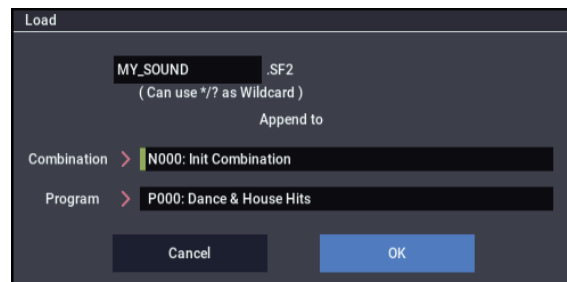 Load
MY_SOUND .SF2
( Can use */? as Wildcard )
Append to
Combination > N000: Init Combination
Program > P000: Dance & House Hits
Cancel OK